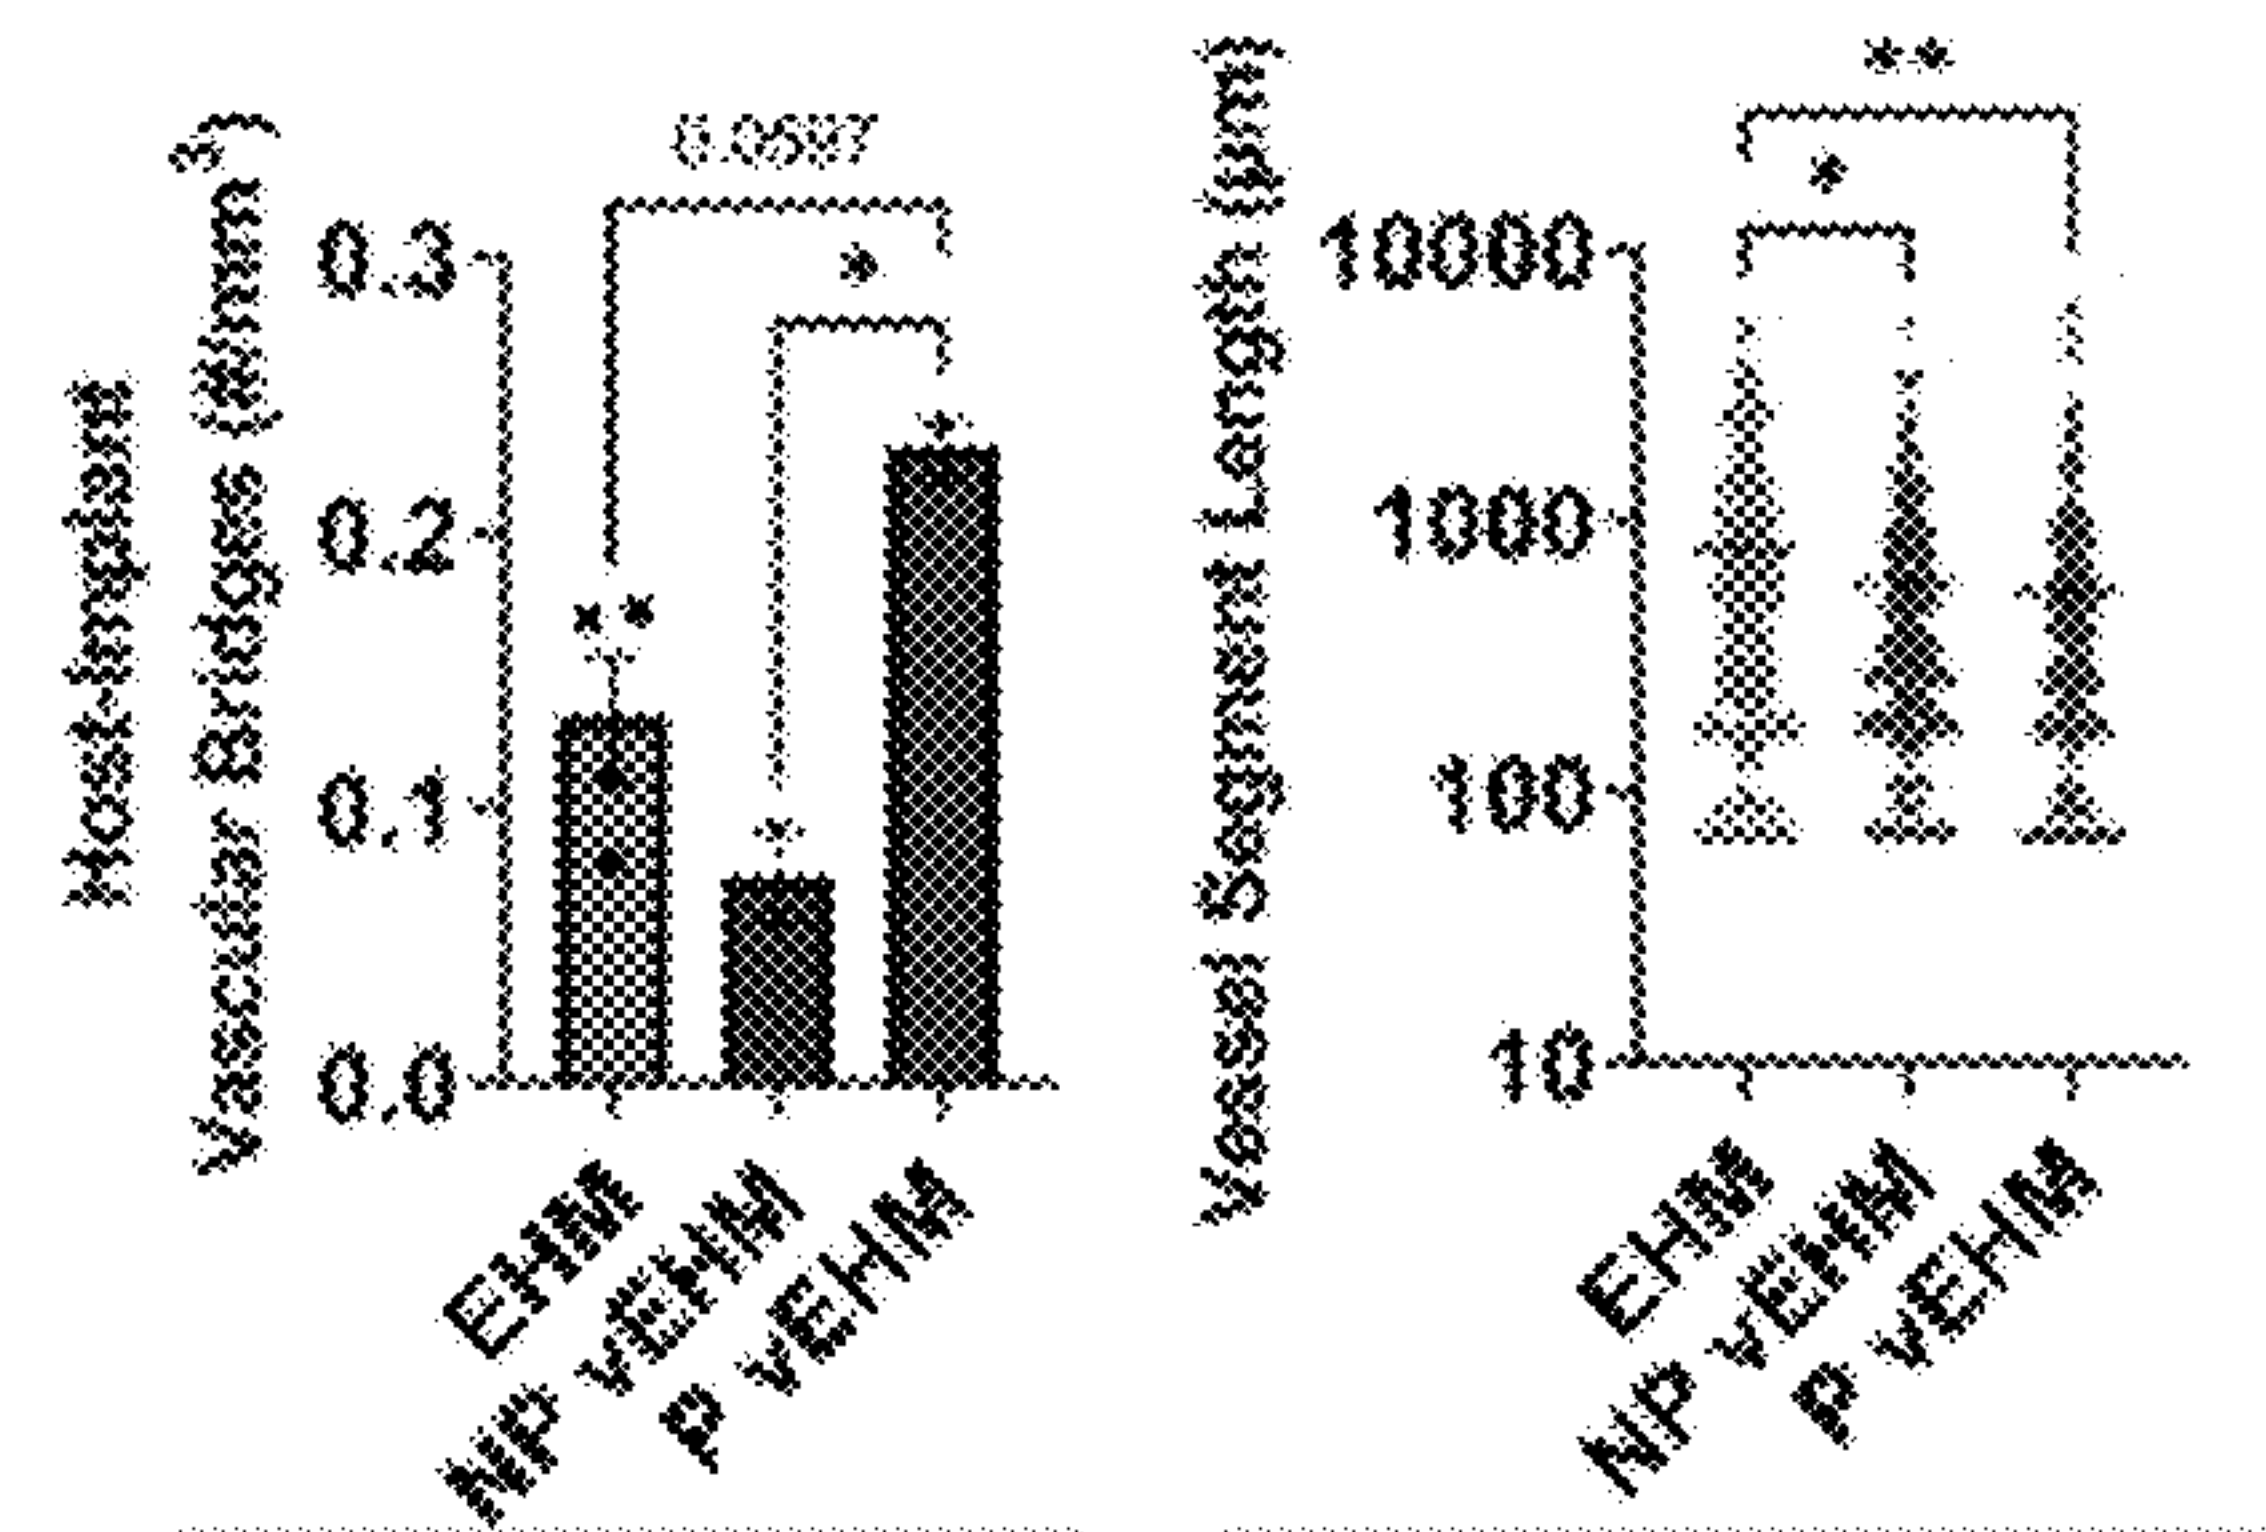 Host-Implant
Vascular Bridges (#/mm3)
0.3
0.2
0.1
0.0
*
EHM
NP vEHM
P vEHM
Vessel Segment Length (µm)
10000
1000
100
10
**
*
EHM
NP vEHM
P vEHM